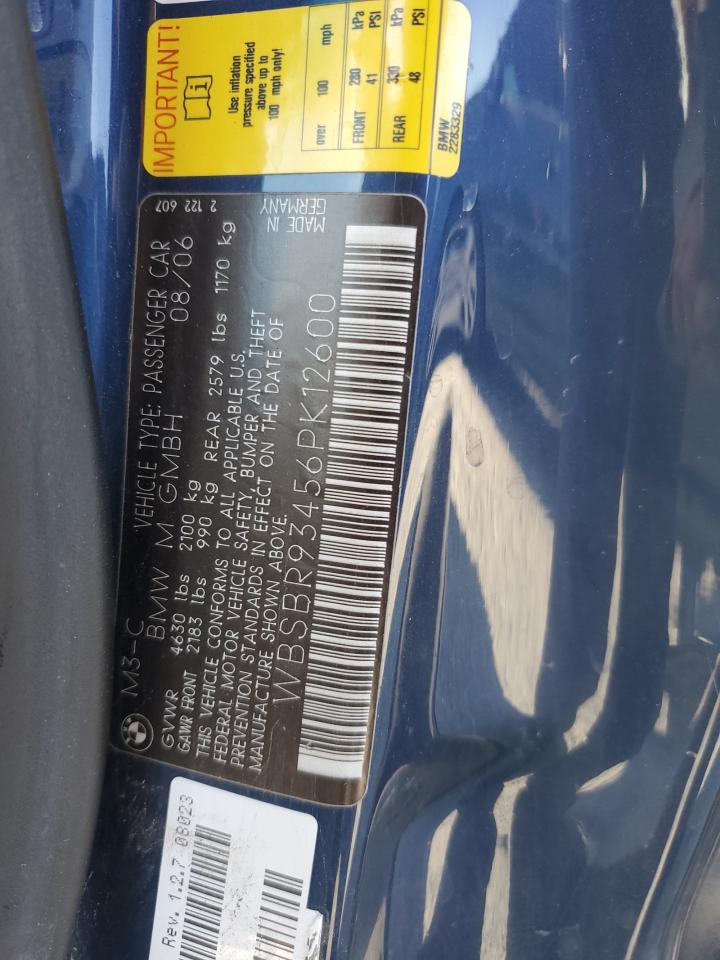 IMPORTANT!
Use inflation
pressure specified
above up to
100 mph only!
over 100 mph
FRONT 280 kPa
41 PSI
REAR 330 kPa
48 PSI
BMW
2283329
M3-C VEHICLE TYPE: PASSENGER CAR
BMW M GMBH 08/06
2 122 607
GVWR 4630 lbs 2100 kg
GAWR FRONT 2183 lbs 990 kg REAR 2579 lbs 1170 kg
THIS VEHICLE CONFORMS TO ALL APPLICABLE U.S.
FEDERAL MOTOR VEHICLE SAFETY, BUMPER AND THEFT
PREVENTION STANDARDS IN EFFECT ON THE DATE OF
MANUFACTURE SHOWN ABOVE.
MADE IN
GERMANY
WBSBR93456PK12600
Rev. 1.2.7 08023